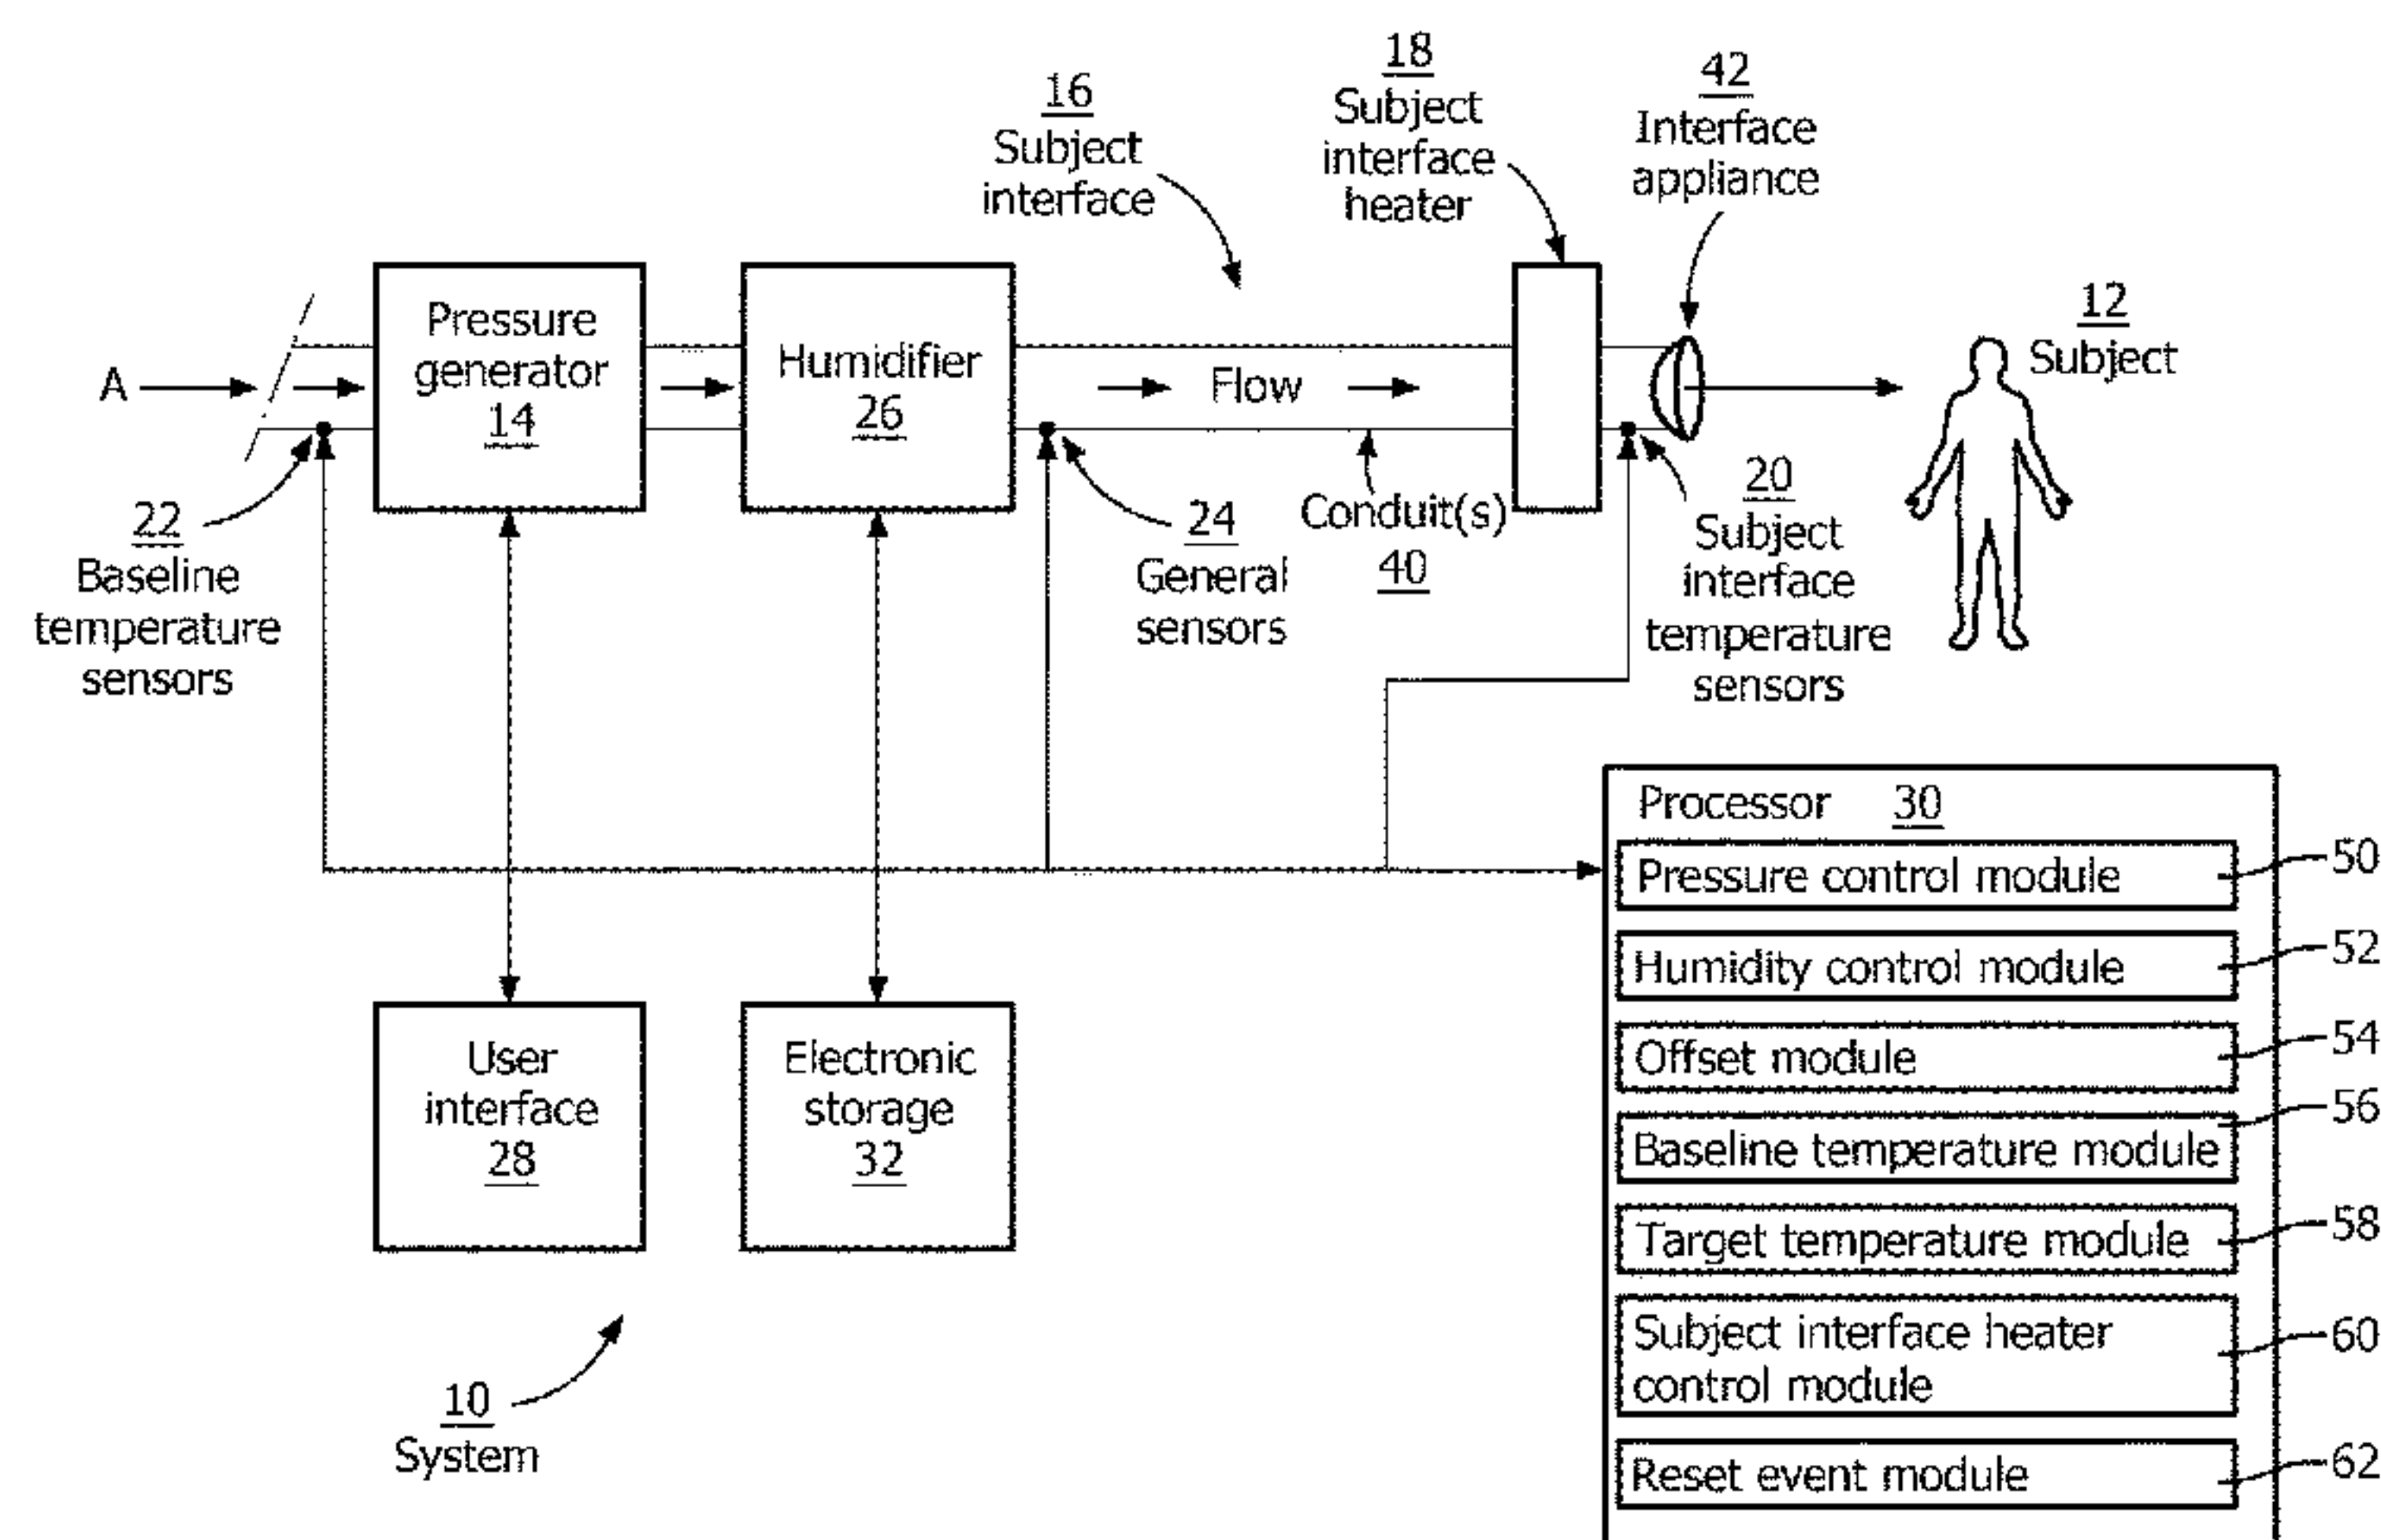 16
Subject
interface
18
Subject
interface
heater
42
Interface
appliance
12
Subject
A
Pressure
generator
14
Humidifier
26
Flow
22
Baseline
temperature
sensors
24
General
sensors
Conduit(s)
40
20
Subject
interface
temperature
sensors
User
interface
28
Electronic
storage
32
10
System
Processor 30
Pressure control module 50
Humidity control module 52
Offset module 54
Baseline temperature module 56
Target temperature module 58
Subject interface heater
control module 60
Reset event module 62